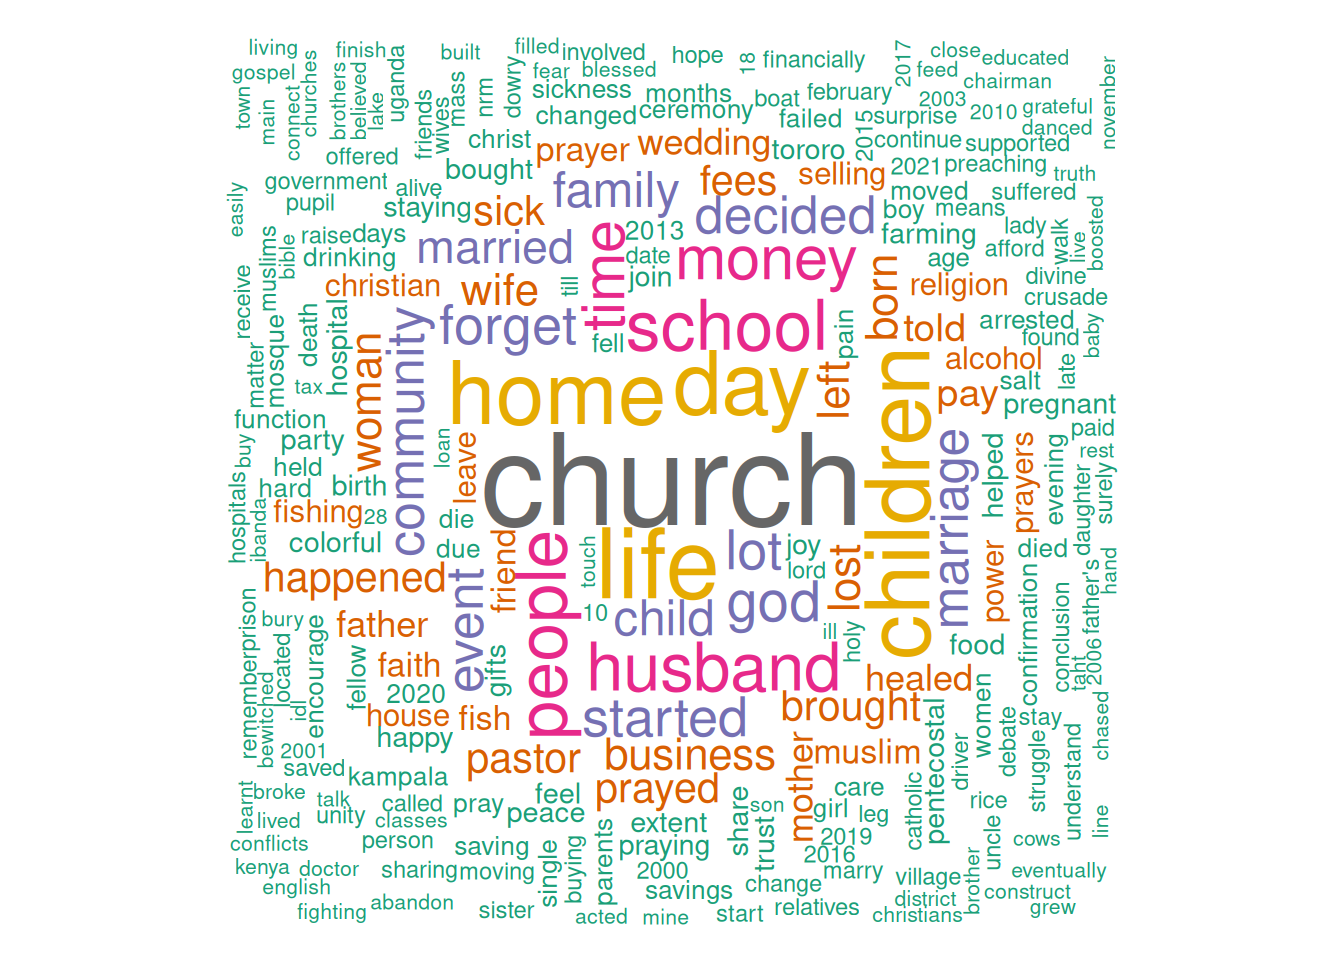 living
finish
built
filled
involved
hope
18
financially
2017
close
educated
gospel
churches
brothers
believed
uganda
fear
blessed
feed
chairman
november
town
main
connect
lake
friends
wives
mass
nrm
dowry
sickness
months
boat
february
2003
2010
grateful
changed
ceremony
failed
2015
surprise
danced
christ
prayer
wedding
tororo
continue
supported
offered
bought
family
fees
selling
2021
preaching
truth
government
alive
moved
suffered
easily
pupil
staying
sick
decided
boy
means
lady
walk
live
boosted
muslims
bible
raise
days
married
time
2013
farming
afford
drinking
date
money
age
receive
christian
wife
till
join
born
religion
divine
crusade
mosque
death
hospital
community
forget
fell
school
pain
told
arrested
found
baby
matter
woman
home
day
left
children
alcohol
late
tax
salt
pay
pregnant
function
party
loan
leave
church
marriage
helped
prayers
evening
paid
rest
buy
held
hard
birth
daughter
surely
hospitals
ibanda
fishing
28
die
colorful
due
friend
people
touch
life
lot
joy
lord
lost
power
died
hand
happened
event
10
child
god
confirmation
conclusion
father's
bury
father
ill
holy
food
remember
prison
located
encourage
faith
gifts
husband
healed
tant
2006
bewitched
idl
fellow
2020
house
fish
started
brought
pentecostal
women
debate
stay
chased
2001
happy
saved
kampala
pastor
business
mother
muslim
driver
struggle
understand
learnt
broke
talk
called
pray
feel
prayed
care
rice
lived
unity
classes
peace
extent
share
son
girl
leg
catholic
line
conflicts
person
saving
praying
trust
2019
2016
uncle
cows
kenya
doctor
sharing
moving
single
buying
parents
2000
marry
village
brother
eventually
english
savings
change
district
construct
fighting
abandon
sister
acted
mine
start
relatives
christians
grew